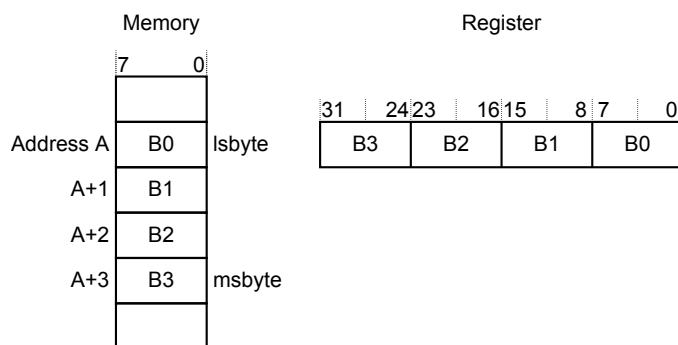 Memory Register
7 0
31 24 23 16 15 8 7 0
Address A B0 lsbyte B3 B2 B1 B0
A+1 B1
A+2 B2
A+3 B3 msbyte